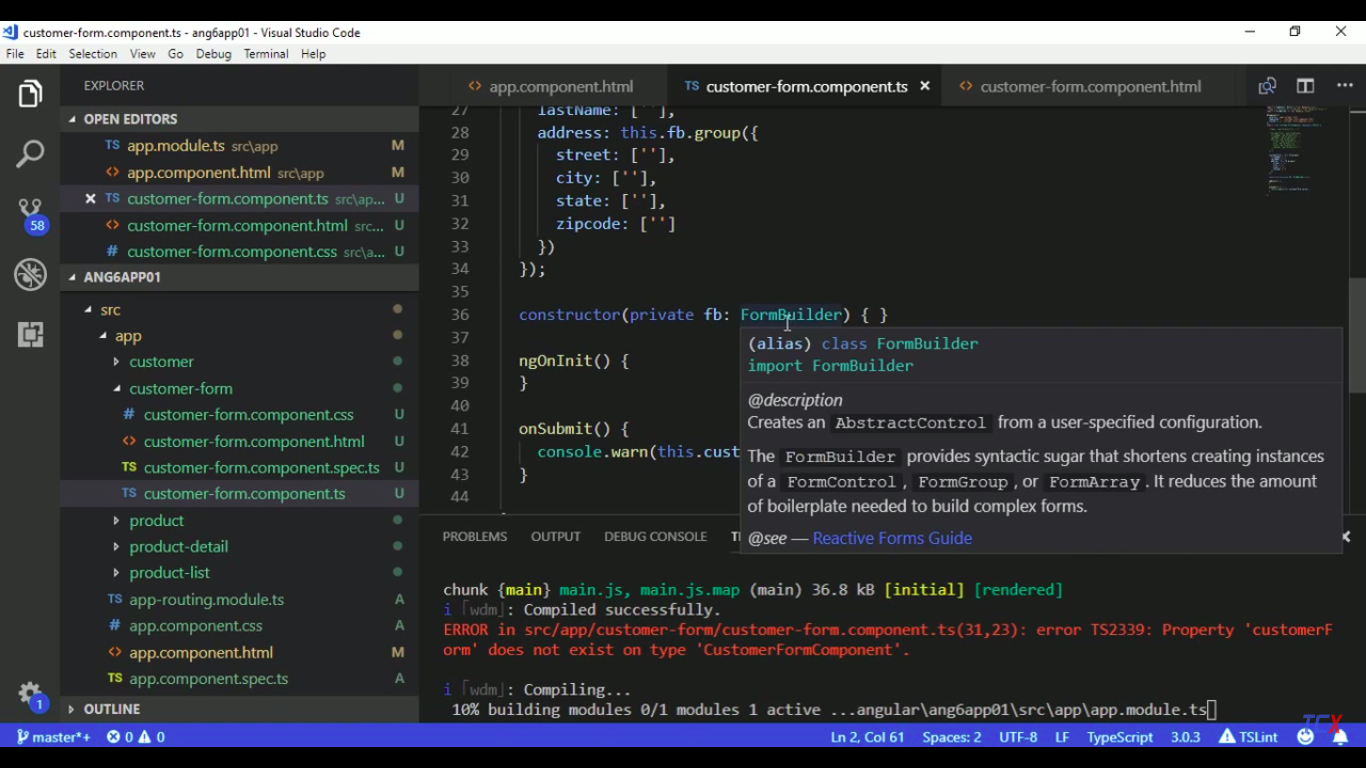 customer-form.component.ts - ang6app01 - Visual Studio Code
File Edit Selection View Go Debug Terminal Help
EXPLORER
app.component.html
TS customer-form.component.ts
customer-form.component.html
OPEN EDITORS
TS app.module.ts src\app M
app.component.html src\app M
TS customer-form.component.ts src\ap... U
customer-form.component.html src... U
# customer-form.component.css src\a... U
58
ANG6APP01
src
app
customer
customer-form
# customer-form.component.css U
customer-form.component.html U
TS customer-form.component.spec.ts U
TS customer-form.component.ts U
product
product-detail
product-list
TS app-routing.module.ts A
app.component.css A
app.component.html M
TS app.component.spec.ts A
1
OUTLINE
27 lastName: [''],
28 address: this.fb.group({
29 street: [''],
30 city: [''],
31 state: [''],
32 zipcode: ['']
33 })
34 });
35
36 constructor(private fb: FormBuilder) { }
37
38 ngOnInit() {
39 }
40
41 onSubmit() {
42 console.warn(this.cust
43 }
44
(alias) class FormBuilder
import FormBuilder
@description
Creates an AbstractControl from a user-specified configuration.
The FormBuilder provides syntactic sugar that shortens creating instances
of a FormControl, FormGroup, or FormArray. It reduces the amount
of boilerplate needed to build complex forms.
@see — Reactive Forms Guide
PROBLEMS OUTPUT DEBUG CONSOLE
chunk {main} main.js, main.js.map (main) 36.8 kB [initial] [rendered]
i ｢wdm｣: Compiled successfully.
ERROR in src/app/customer-form/customer-form.component.ts(31,23): error TS2339: Property 'customerF
orm' does not exist on type 'CustomerFormComponent'.
i ｢wdm｣: Compiling...
10% building modules 0/1 modules 1 active ...angular\ang6app01\src\app\app.module.ts
master*+ 0 0 Ln 2, Col 61 Spaces: 2 UTF-8 LF TypeScript 3.0.3 TSLint